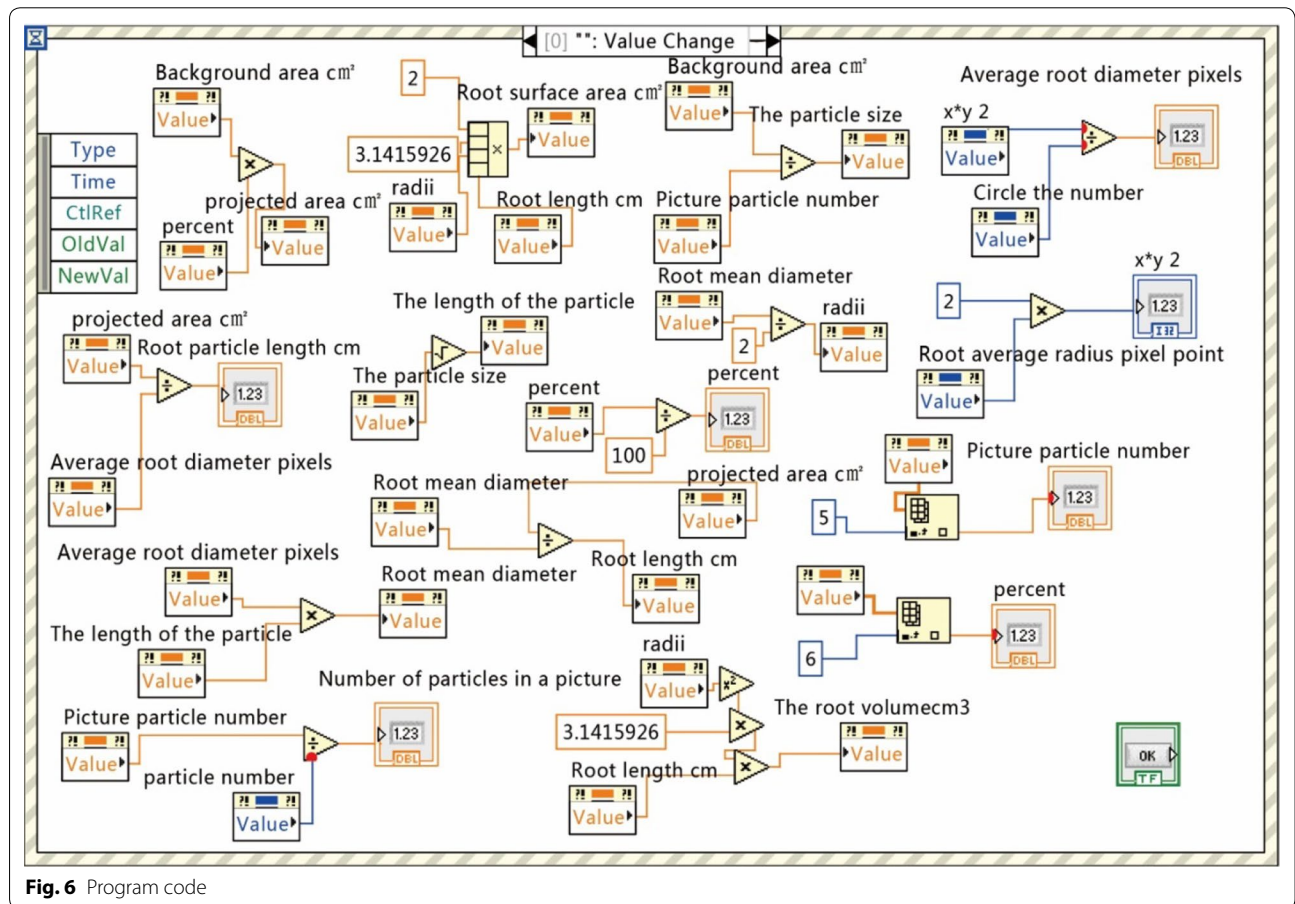 [0] "": Value Change
Type
Time
CtlRef
OldVal
NewVal
Background area cm²
?! ?!
Value
×
percent
?! ?!
Value
projected area cm²
?! ?!
Value
2
3.1415926
×
Root surface area cm²
?! ?!
Value
radii
?! ?!
Value
Root length cm
?! ?!
Value
Background area cm²
?! ?!
Value
÷
The particle size
?! ?!
Value
Picture particle number
?! ?!
Value
Average root diameter pixels
x*y 2
?! ?!
Value
÷
1.23
DBL
Circle the number
?! ?!
Value
projected area cm²
?! ?!
Value
÷
Root particle length cm
1.23
DBL
Average root diameter pixels
?! ?!
Value
The length of the particle
?! ?!
Value
√
The particle size
?! ?!
Value
Root mean diameter
?! ?!
Value
2
÷
radii
?! ?!
Value
2
×
x*y 2
1.23
I32
Root average radius pixel point
?! ?!
Value
percent
?! ?!
Value
100
÷
percent
1.23
DBL
Root mean diameter
?! ?!
Value
÷
projected area cm²
?! ?!
Value
Root length cm
?! ?!
Value
?! ?!
Value
5
Picture particle number
1.23
DBL
Average root diameter pixels
?! ?!
Value
×
Root mean diameter
?! ?!
Value
The length of the particle
?! ?!
Value
?! ?!
Value
6
percent
1.23
DBL
Number of particles in a picture
Picture particle number
?! ?!
Value
÷
1.23
DBL
particle number
?! ?!
Value
radii
?! ?!
Value
x²
3.1415926
×
×
The root volumecm3
?! ?!
Value
Root length cm
?! ?!
Value
OK
TF
Fig. 6 Program code